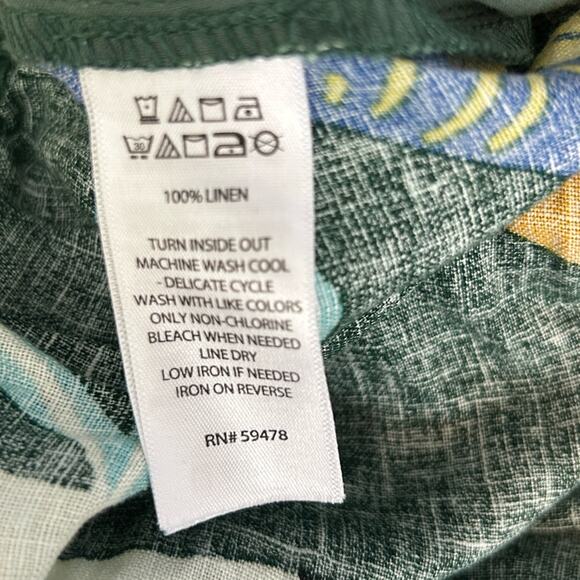 30
100% LINEN
TURN INSIDE OUT
MACHINE WASH COOL
- DELICATE CYCLE
WASH WITH LIKE COLORS
ONLY NON-CHLORINE
BLEACH WHEN NEEDED
LINE DRY
LOW IRON IF NEEDED
IRON ON REVERSE
RN# 59478